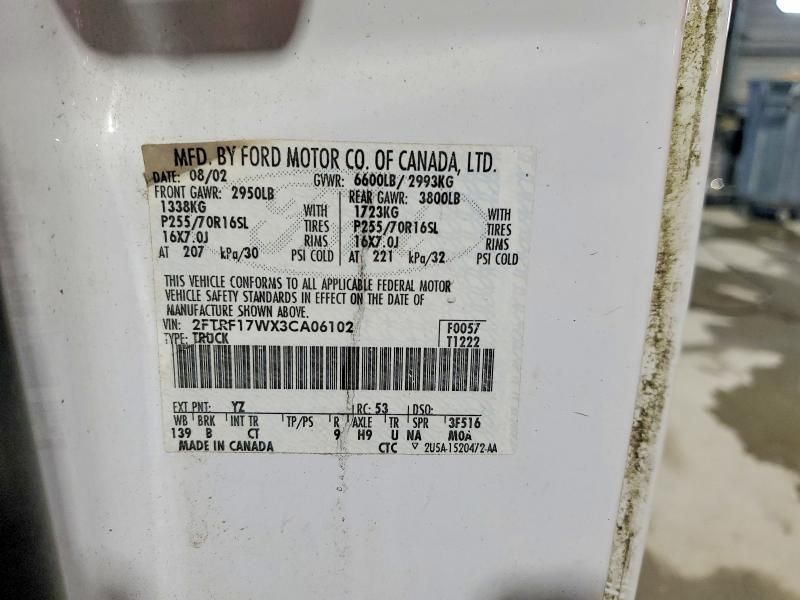 MFD. BY FORD MOTOR CO. OF CANADA, LTD.
DATE: 08/02 GVWR: 6600LB/ 2993KG
FRONT GAWR: 2950LB REAR GAWR: 3800LB
1338KG WITH 1723KG WITH
P255/70R16SL TIRES P255/70R16SL TIRES
16X7.0J RIMS 16X7.0J RIMS
AT 207 kPa/30 PSI COLD AT 221 kPa/32 PSI COLD
THIS VEHICLE CONFORMS TO ALL APPLICABLE FEDERAL MOTOR
VEHICLE SAFETY STANDARDS IN EFFECT ON THE DATE OF
MANUFACTURE SHOWN ABOVE.
VIN: 2FTRF17WX3CA06102 F0057
TYPE: TRUCK T1222
EXT PNT: YZ RC: 53 DSO:
WB BRK INT TR TP/PS R AXLE TR SPR 3F516
139 B CT 9 H9 U NA MOA
MADE IN CANADA CTC ▽ 2U5A-1520472-AA